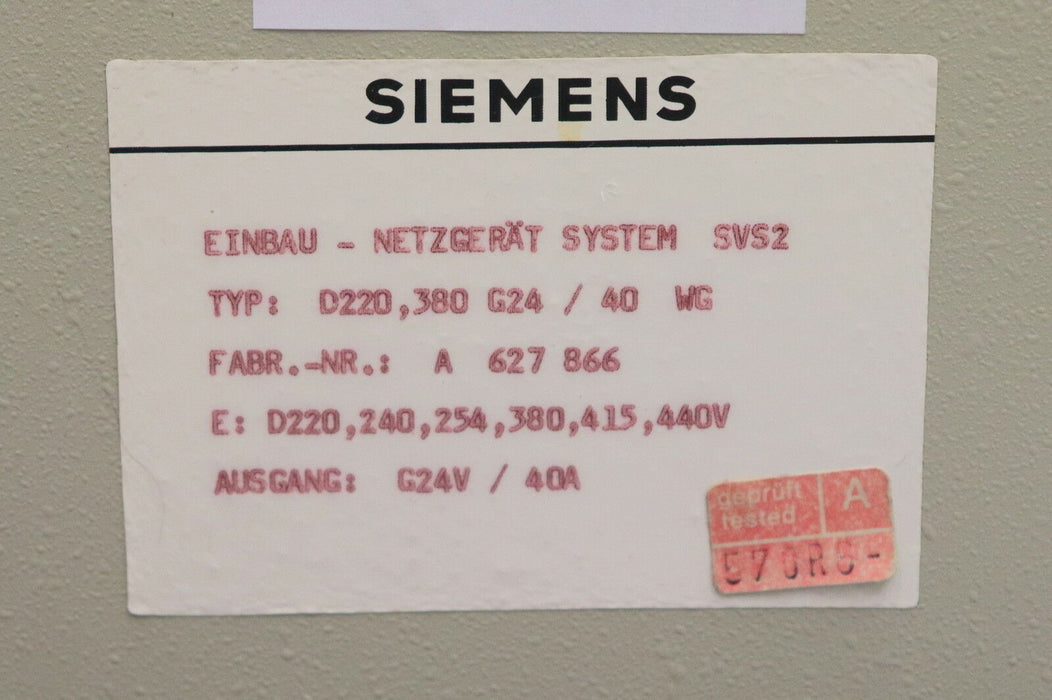 SIEMENS
EINBAU - NETZGERÄT SYSTEM SVS2
TYP: D220,380 G24 / 40 WG
FABR.-NR.: A 627 866
E: D220,240,254,380,415,440V
AUSGANG: G24V / 40A
geprüft
tested
A